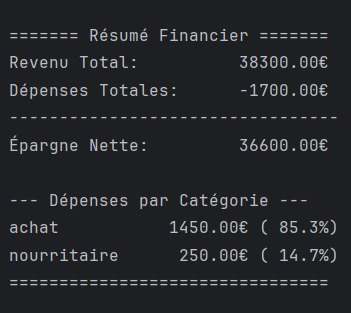 ======= Résumé Financier =======
Revenu Total:          38300.00€
Dépenses Totales:      -1700.00€
---------------------------------
Épargne Nette:         36600.00€

--- Dépenses par Catégorie ---
achat           1450.00€ ( 85.3%)
nourritaire      250.00€ ( 14.7%)
================================